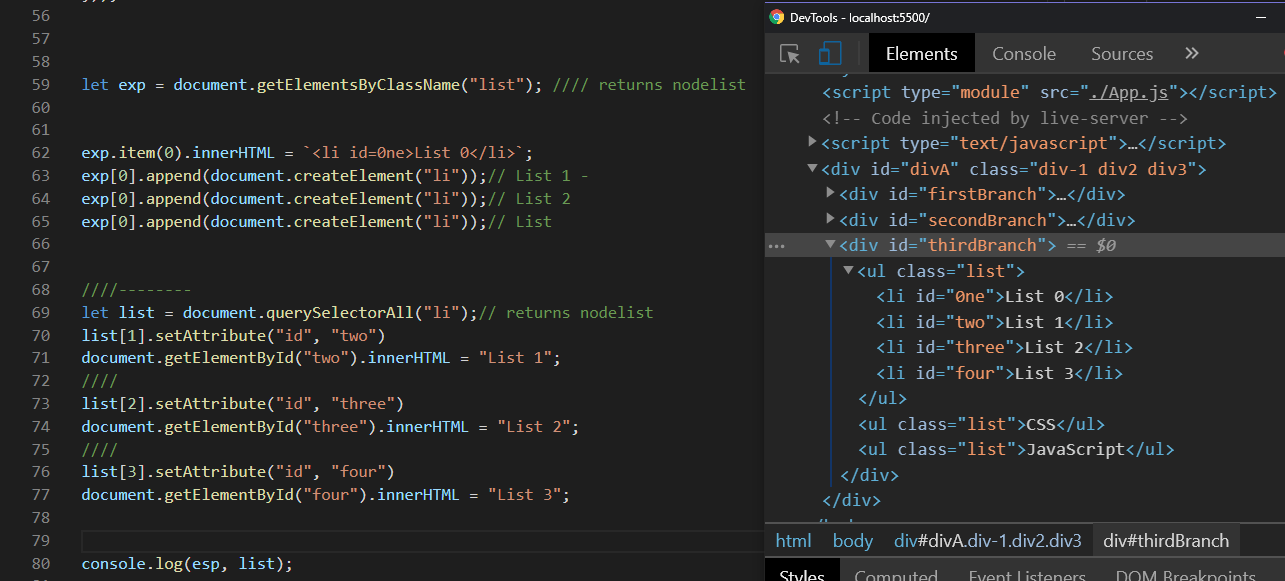 56
57
58
59 let exp = document.getElementsByClassName("list"); //// returns nodelist
60
61
62 exp.item(0).innerHTML = `<li id=0ne>List 0</li>`;
63 exp[0].append(document.createElement("li"));// List 1 -
64 exp[0].append(document.createElement("li"));// List 2
65 exp[0].append(document.createElement("li"));// List
66
67
68 ////--------
69 let list = document.querySelectorAll("li");// returns nodelist
70 list[1].setAttribute("id", "two")
71 document.getElementById("two").innerHTML = "List 1";
72 ////
73 list[2].setAttribute("id", "three")
74 document.getElementById("three").innerHTML = "List 2";
75 ////
76 list[3].setAttribute("id", "four")
77 document.getElementById("four").innerHTML = "List 3";
78
79
80 console.log(esp, list);
DevTools - localhost:5500/
Elements Console Sources »
<script type="module" src="./App.js"></script>
<!-- Code injected by live-server -->
<script type="text/javascript">…</script>
<div id="divA" class="div-1 div2 div3">
<div id="firstBranch">…</div>
<div id="secondBranch">…</div>
<div id="thirdBranch"> == $0
<ul class="list">
<li id="0ne">List 0</li>
<li id="two">List 1</li>
<li id="three">List 2</li>
<li id="four">List 3</li>
</ul>
<ul class="list">CSS</ul>
<ul class="list">JavaScript</ul>
</div>
</div>
html body div#divA.div-1.div2.div3 div#thirdBranch
Styles Computed Event Listeners DOM Breakpoints